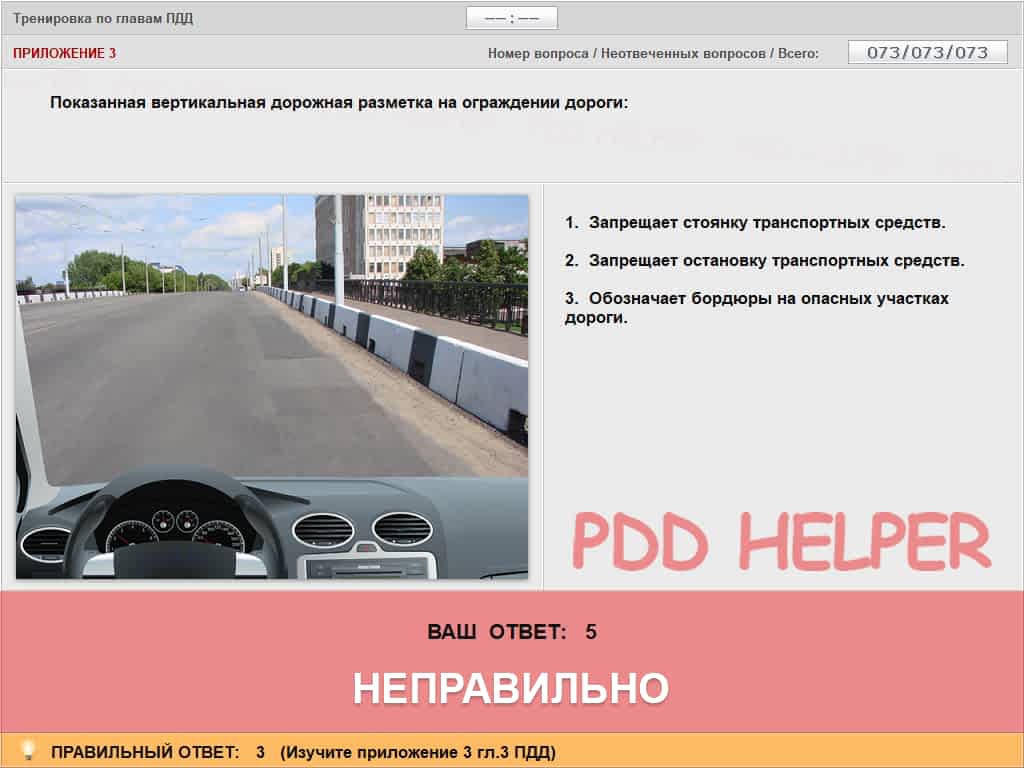 Тренировка по главам ПДД
−− : −−
ПРИЛОЖЕНИЕ 3
Номер вопроса / Неотвеченных вопросов / Всего:
073/073/073
Показанная вертикальная дорожная разметка на ограждении дороги:
1. Запрещает стоянку транспортных средств.
2. Запрещает остановку транспортных средств.
3. Обозначает бордюры на опасных участках
дороги.
PDD HELPER
ВАШ ОТВЕТ: 5
НЕПРАВИЛЬНО
ПРАВИЛЬНЫЙ ОТВЕТ: 3 (Изучите приложение 3 гл.3 ПДД)